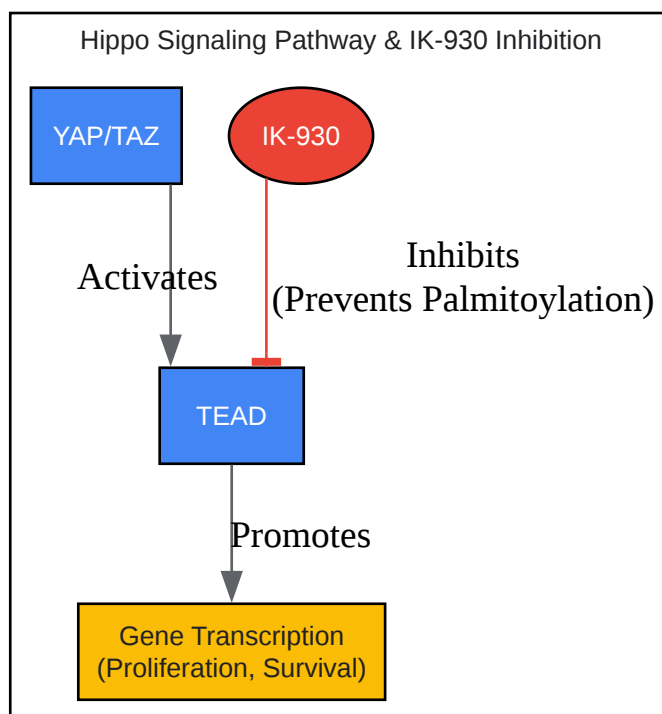 Hippo Signaling Pathway & IK-930 Inhibition
YAP/TAZ
IK-930
Activates
Inhibits
(Prevents Palmitoylation)
TEAD
Promotes
Gene Transcription
(Proliferation, Survival)